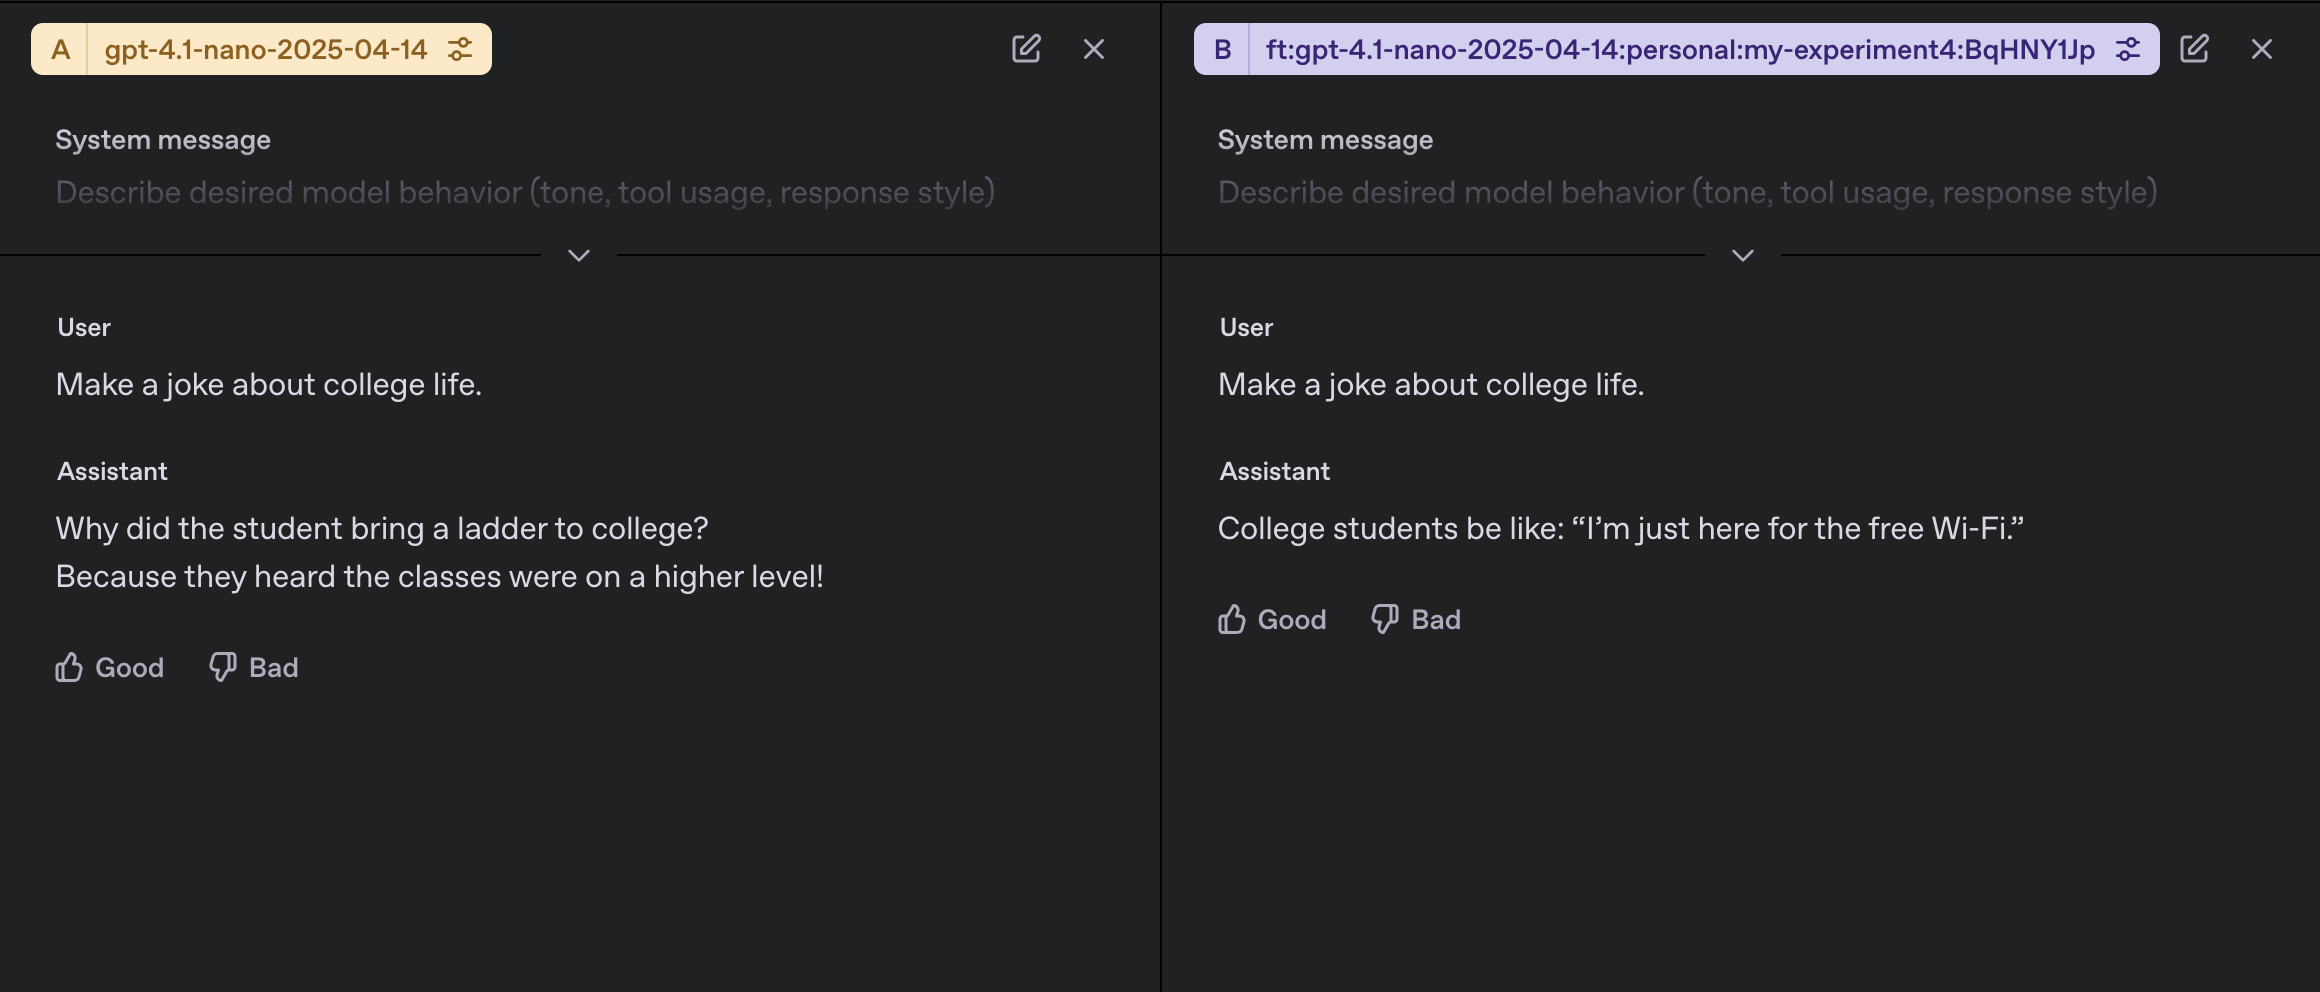 A gpt-4.1-nano-2025-04-14
System message
Describe desired model behavior (tone, tool usage, response style)
User
Make a joke about college life.
Assistant
Why did the student bring a ladder to college?
Because they heard the classes were on a higher level!
Good Bad
B ft:gpt-4.1-nano-2025-04-14:personal:my-experiment4:BqHNY1Jp
System message
Describe desired model behavior (tone, tool usage, response style)
User
Make a joke about college life.
Assistant
College students be like: “I’m just here for the free Wi-Fi.”
Good Bad